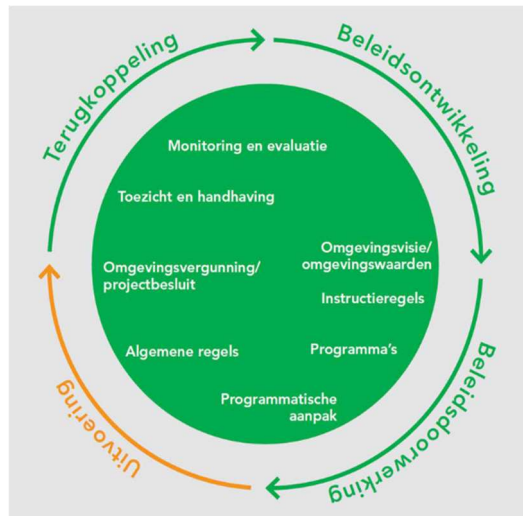 Terugkoppeling
Beleidsontwikkeling
Monitoring en evaluatie
Toezicht en handhaving
Omgevingsvisie/
omgevingswaarden
Omgevingsvergunning/
projectbesluit
Instructieregels
Algemene regels
Programma's
Programmatische
aanpak
Uitvoering
Beleidsdoorwerking